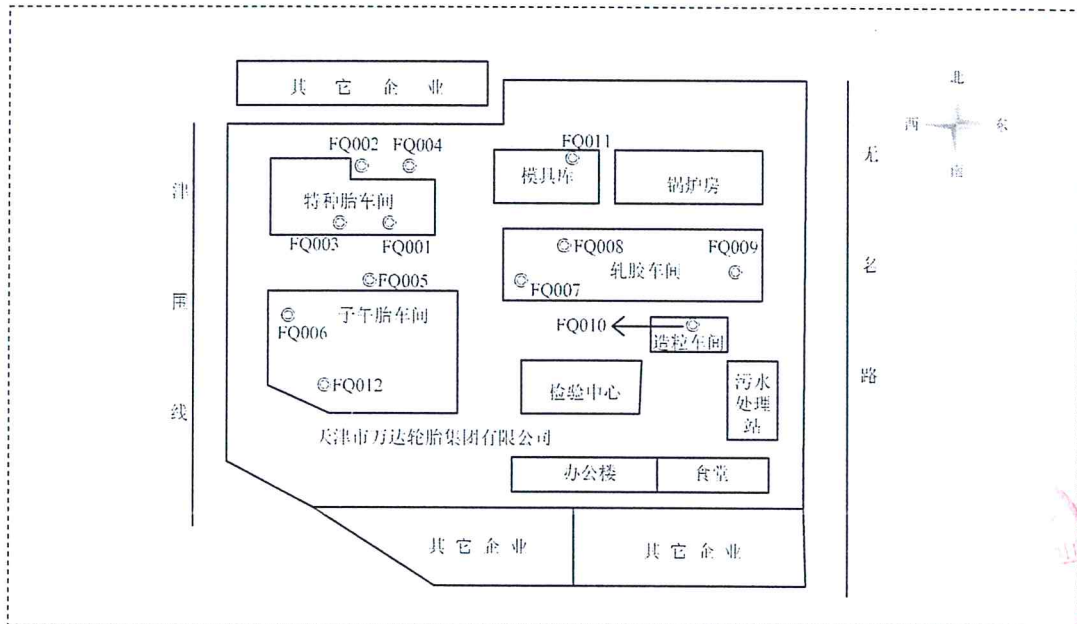 其它企业
北
西 东
南
FQ002 FQ004
FQ011
模具库
锅炉房
特种胎车间
FQ003 FQ001
FQ005
子午胎车间
FQ006
FQ012
FQ008 FQ009
轧胶车间
FQ007
FQ010
造粒车间
检验中心
污水
处理
站
天津市万达轮胎集团有限公司
办公楼 食堂
其它企业 其它企业
津围线
无名路